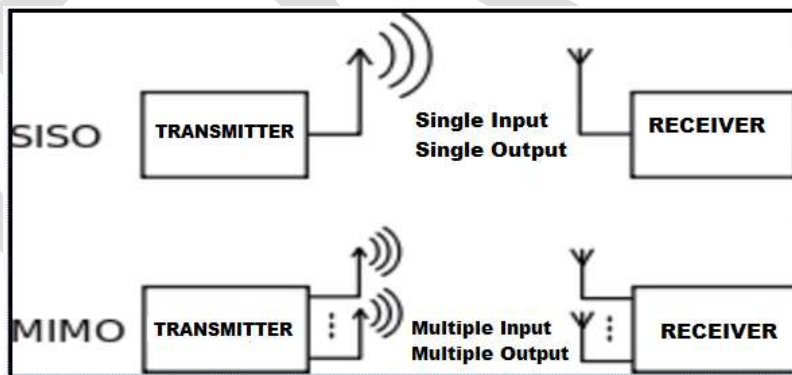 SISO
TRANSMITTER
Single Input
Single Output
RECEIVER
MIMO
TRANSMITTER
Multiple Input
Multiple Output
RECEIVER